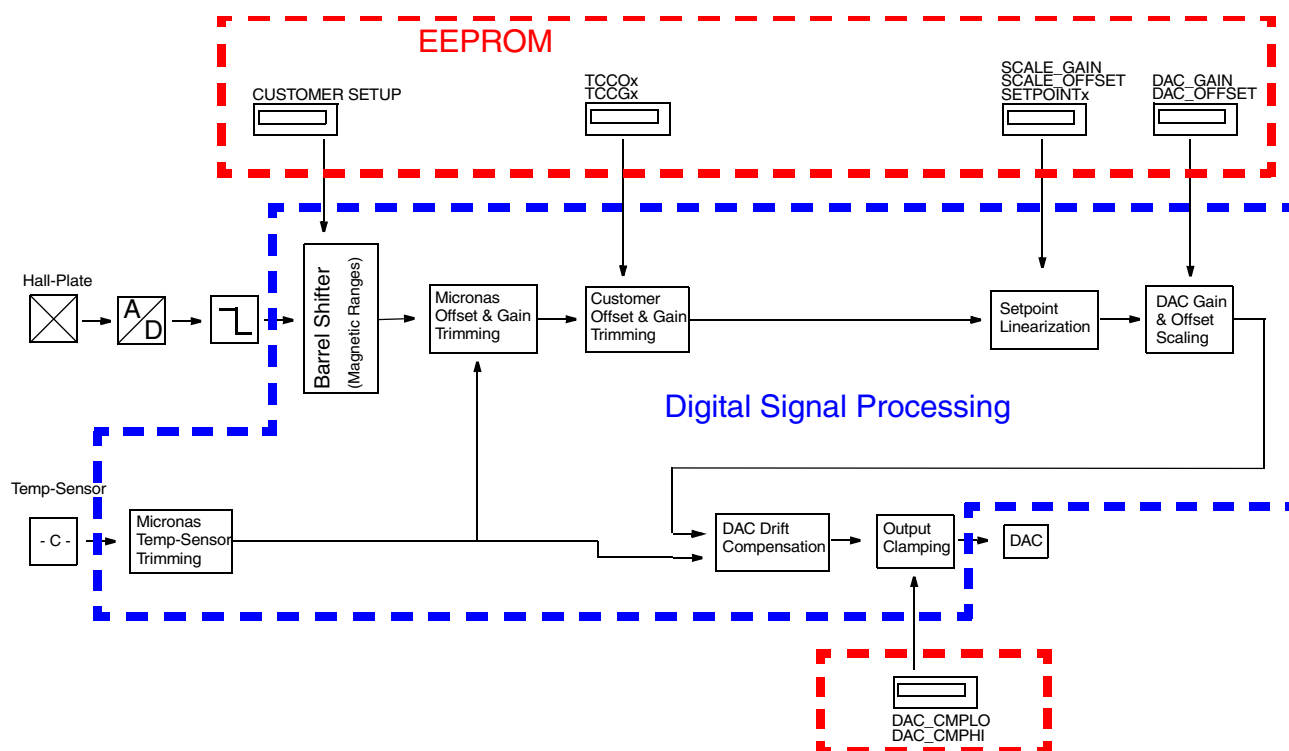 EEPROM
CUSTOMER SETUP
TCCOx
TCCGx
SCALE_GAIN
SCALE_OFFSET
SETPOINTx
DAC_GAIN
DAC_OFFSET
Hall-Plate
A
D
Barrel Shifter
(Magnetic Ranges)
Micronas
Offset & Gain
Trimming
Customer
Offset & Gain
Trimming
Setpoint
Linearization
DAC Gain
& Offset
Scaling
Digital Signal Processing
Temp-Sensor
- C -
Micronas
Temp-Sensor
Trimming
DAC Drift
Compensation
Output
Clamping
DAC
DAC_CMPLO
DAC_CMPHI